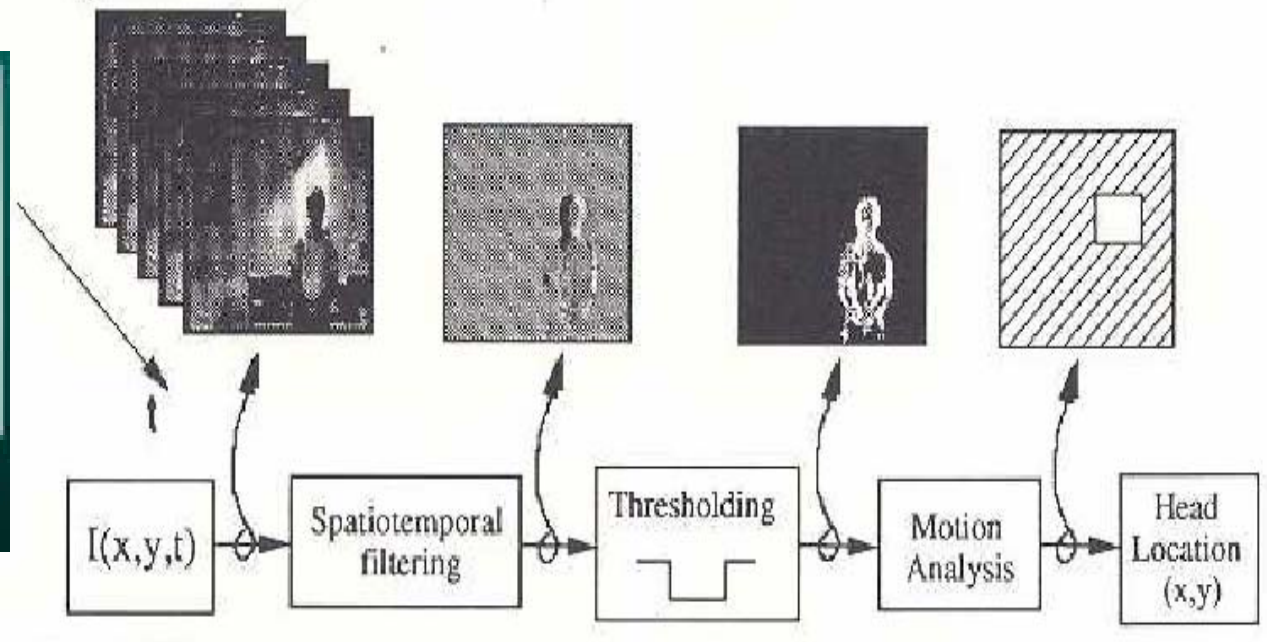 I(x,y,t)
Spatiotemporal
filtering
Thresholding
Motion
Analysis
Head
Location
(x,y)